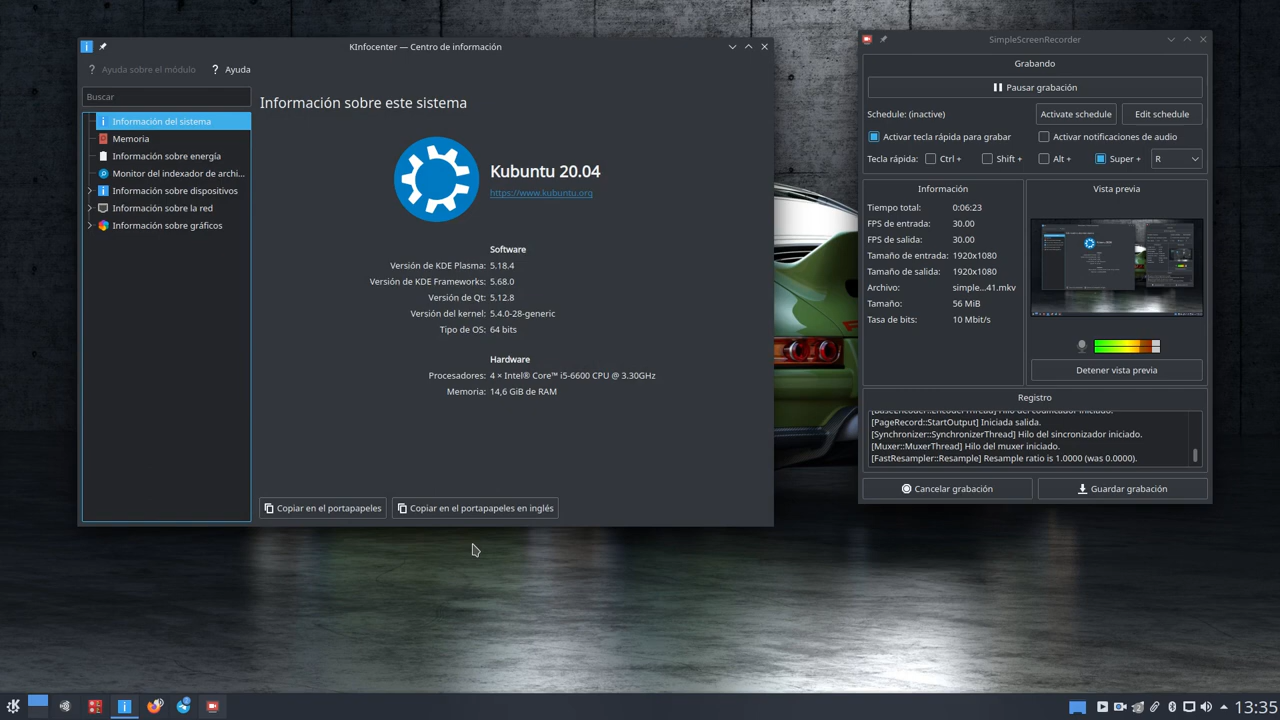 KInfocenter — Centro de información
Ayuda sobre el módulo
Ayuda
Buscar
Información del sistema
Memoria
Información sobre energía
Monitor del indexador de archi...
Información sobre dispositivos
Información sobre la red
Información sobre gráficos
Información sobre este sistema
Kubuntu 20.04
https://www.kubuntu.org
Software
Versión de KDE Plasma: 5.18.4
Versión de KDE Frameworks: 5.68.0
Versión de Qt: 5.12.8
Versión del kernel: 5.4.0-28-generic
Tipo de OS: 64 bits
Hardware
Procesadores: 4 × Intel® Core™ i5-6600 CPU @ 3.30GHz
Memoria: 14,6 GiB de RAM
Copiar en el portapapeles
Copiar en el portapapeles en inglés
SimpleScreenRecorder
Grabando
Pausar grabación
Schedule: (inactive)
Activate schedule
Edit schedule
Activar tecla rápida para grabar
Activar notificaciones de audio
Tecla rápida: Ctrl + Shift + Alt + Super + R
Información
Tiempo total: 0:06:23
FPS de entrada: 30.00
FPS de salida: 30.00
Tamaño de entrada: 1920x1080
Tamaño de salida: 1920x1080
Archivo: simple...41.mkv
Tamaño: 56 MiB
Tasa de bits: 10 Mbit/s
Vista previa
Detener vista previa
Registro
[BaseEncoder::EncoderThread] Hilo del codificador iniciado.
[PageRecord::StartOutput] Iniciada salida.
[Synchronizer::SynchronizerThread] Hilo del sincronizador iniciado.
[Muxer::MuxerThread] Hilo del muxer iniciado.
[FastResampler::Resample] Resample ratio is 1.0000 (was 0.0000).
Cancelar grabación
Guardar grabación
13:35